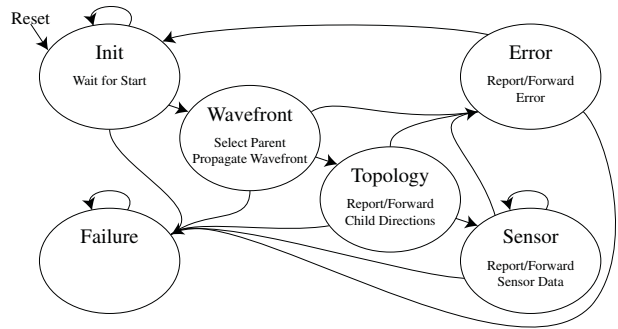 Reset
Init
Wait for Start
Error
Report/Forward
Error
Wavefront
Select Parent
Propagate Wavefront
Topology
Report/Forward
Child Directions
Failure
Sensor
Report/Forward
Sensor Data